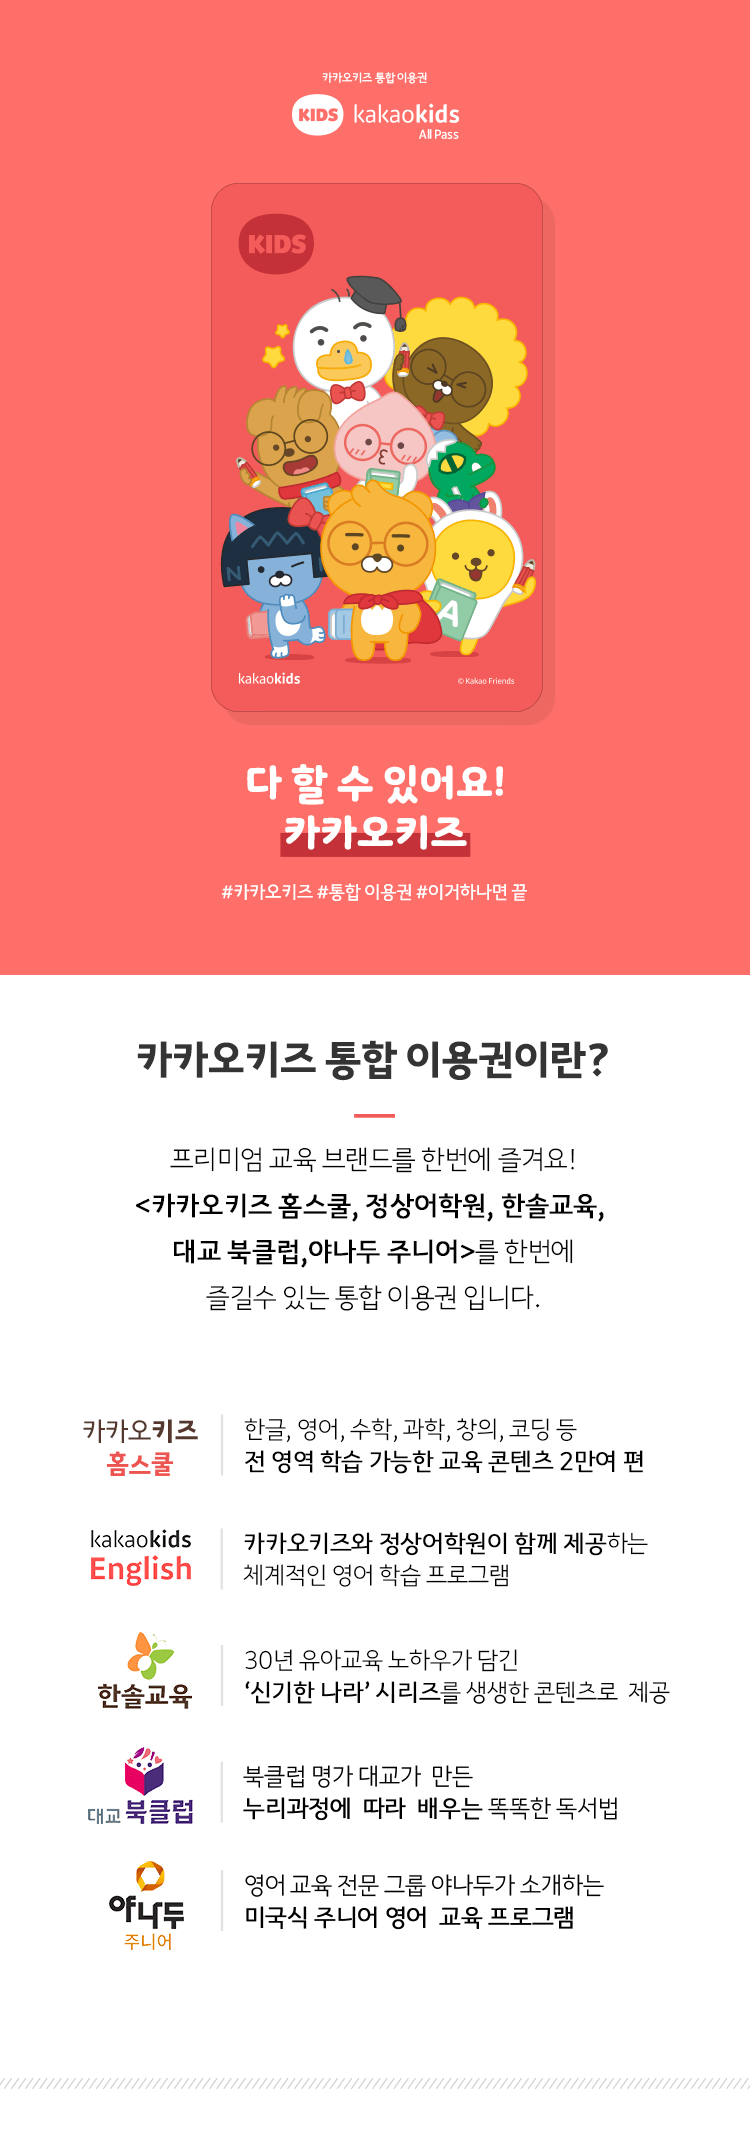 카카오키즈 통합 이용권
KIDS kakaokids
All Pass
KIDS
N
A
kakaokids
© Kakao Friends
다 할 수 있어요!
카카오키즈
#카카오키즈 #통합 이용권 #이거하나면 끝
카카오키즈 통합 이용권이란?
프리미엄 교육 브랜드를 한번에 즐겨요!
<카카오키즈 홈스쿨, 정상어학원, 한솔교육,
대교 북클럽,야나두 주니어>를 한번에
즐길수 있는 통합 이용권 입니다.
카카오키즈
홈스쿨
한글, 영어, 수학, 과학, 창의, 코딩 등
전 영역 학습 가능한 교육 콘텐츠 2만여 편
kakaokids
English
카카오키즈와 정상어학원이 함께 제공하는
체계적인 영어 학습 프로그램
한솔교육
30년 유아교육 노하우가 담긴
‘신기한 나라’ 시리즈를 생생한 콘텐츠로 제공
대교 북클럽
북클럽 명가 대교가 만든
누리과정에 따라 배우는 똑똑한 독서법
야나두
주니어
영어 교육 전문 그룹 야나두가 소개하는
미국식 주니어 영어 교육 프로그램